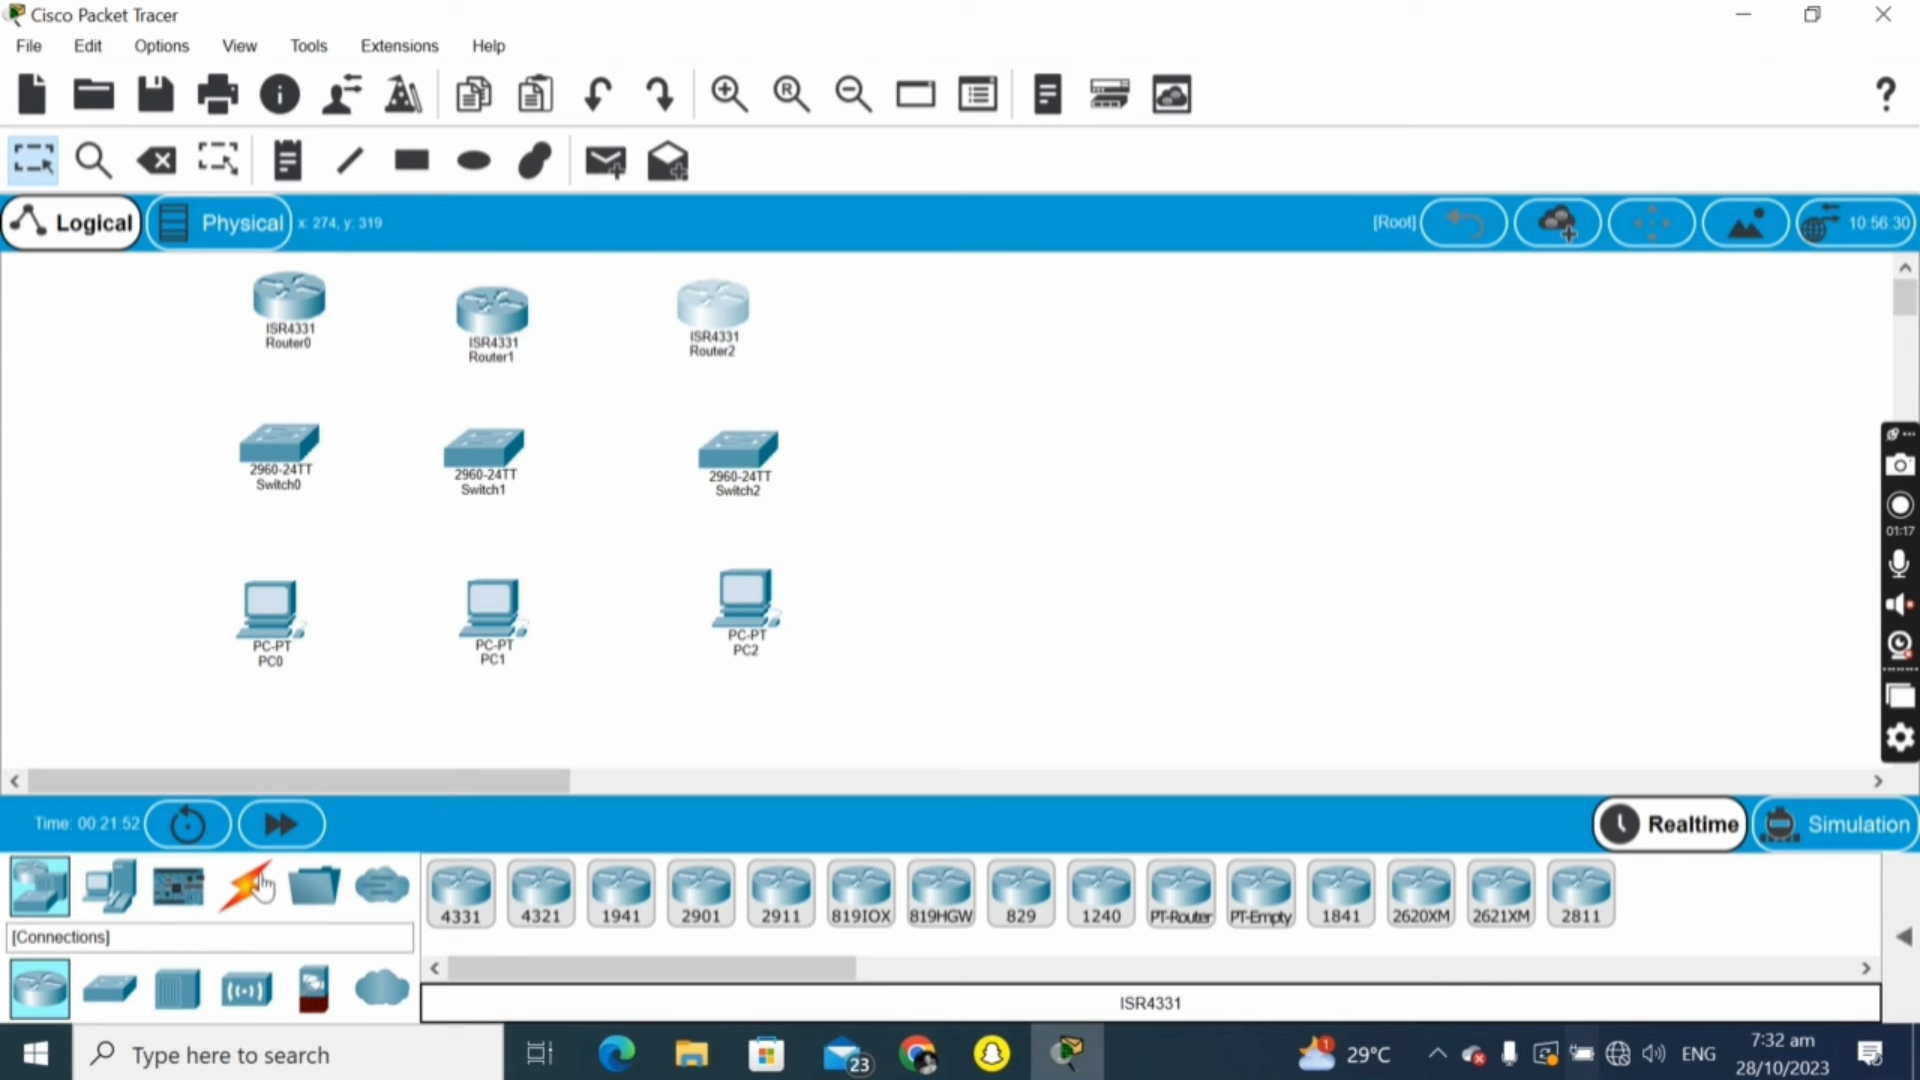 Cisco Packet Tracer
File Edit Options View Tools Extensions Help
Logical Physical x: 274, y: 319 [Root] 10:56:30
ISR4331
Router0
ISR4331
Router1
ISR4331
Router2
2960-24TT
Switch0
2960-24TT
Switch1
2960-24TT
Switch2
PC-PT
PC0
PC-PT
PC1
PC-PT
PC2
01:17
Time: 00:21:52 Realtime Simulation
4331 4321 1941 2901 2911 819IOX 819HGW 829 1240 PT-Router PT-Empty 1841 2620XM 2621XM 2811
[Connections]
ISR4331
Type here to search 23 1 29°C ENG 7:32 am
28/10/2023